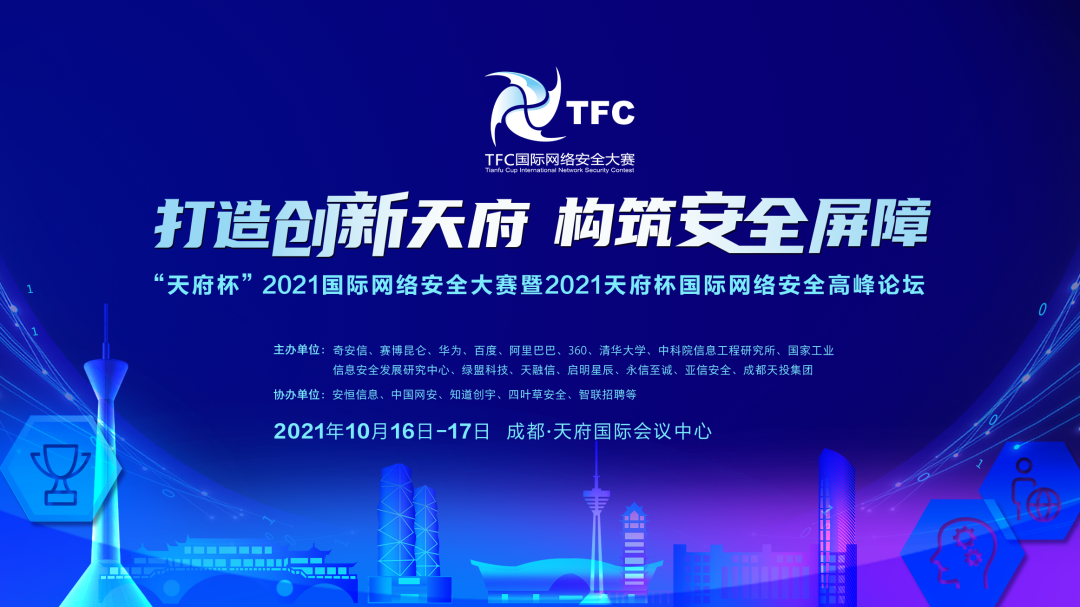 TFC
TFC国际网络安全大赛
Tianfu Cup International Network Security Contest
打造创新天府 构筑安全屏障
“天府杯”2021国际网络安全大赛暨2021天府杯国际网络安全高峰论坛
主办单位：奇安信、赛博昆仑、华为、百度、阿里巴巴、360、清华大学、中科院信息工程研究所、国家工业
信息安全发展研究中心、绿盟科技、天融信、启明星辰、永信至诚、亚信安全、成都天投集团
协办单位：安恒信息、中国网安、知道创宇、四叶草安全、智联招聘等
2021年10月16日-17日 成都·天府国际会议中心